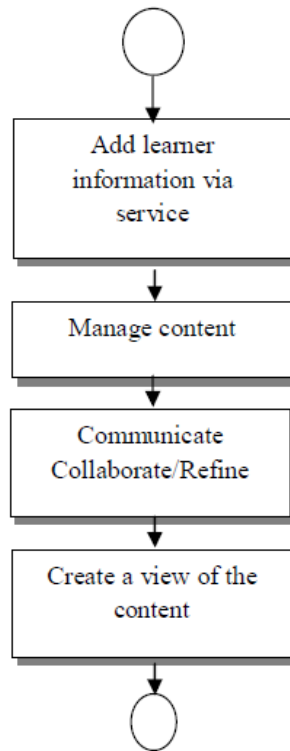 Add learner
information via
service
Manage content
Communicate
Collaborate/Refine
Create a view of the
content